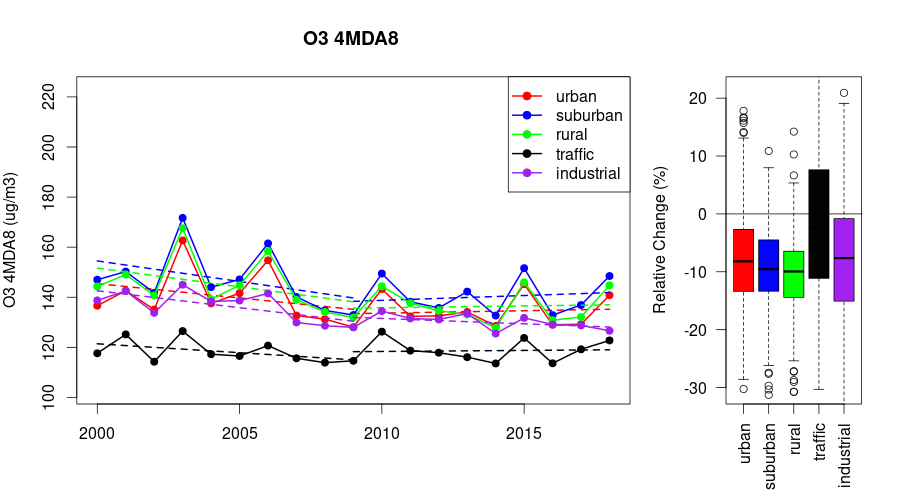 O3 4MDA8
O3 4MDA8 (ug/m3)
220
200
180
160
140
120
100
2000
2005
2010
2015
urban
suburban
rural
traffic
industrial
Relative Change (%)
20
10
0
-10
-20
-30
urban
suburban
rural
traffic
industrial